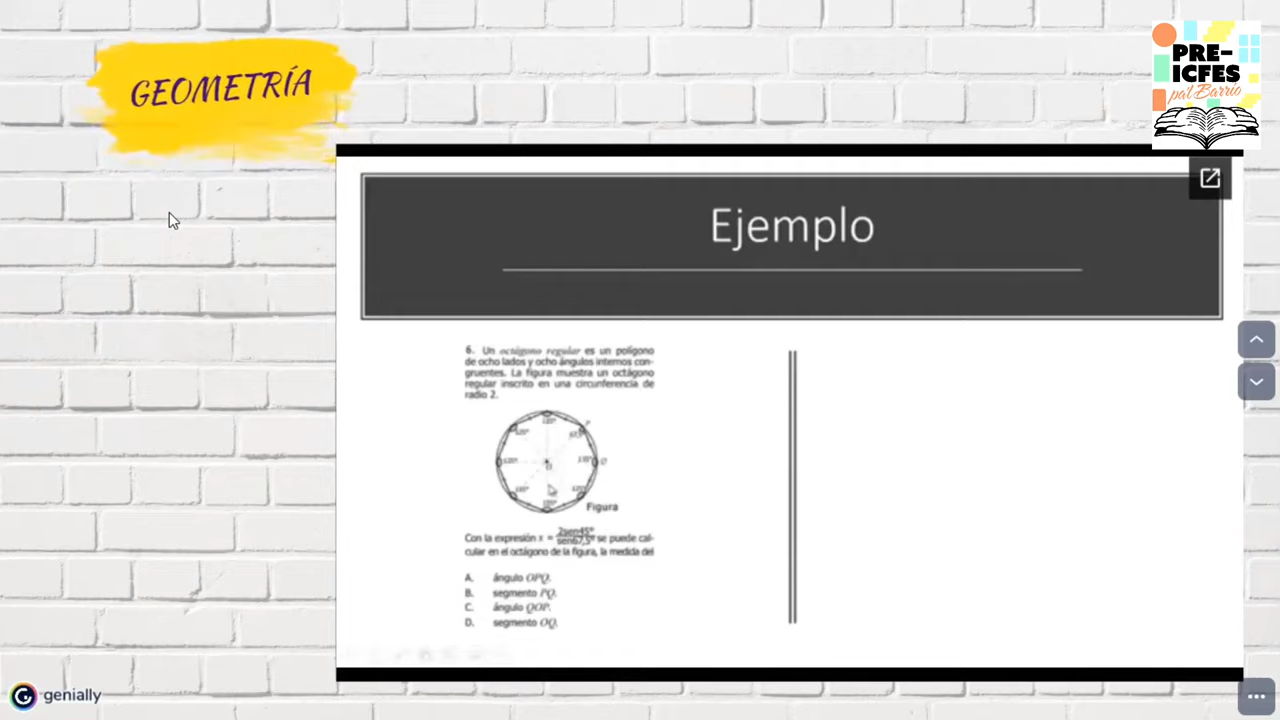 GEOMETRÍA
PRE-
ICFES
pa'l Barrio
Ejemplo
6. Un octágono regular es un polígono
de ocho lados y ocho ángulos internos con-
gruentes. La figura muestra un octágono
regular inscrito en una circunferencia de
radio 2.
P
Q
O
Figura
Con la expresión x = 2sen45° / sen67,5° se puede cal-
cular en el octágono de la figura, la medida del
A. ángulo OPQ.
B. segmento PQ.
C. ángulo QOP.
D. segmento OQ.
genially